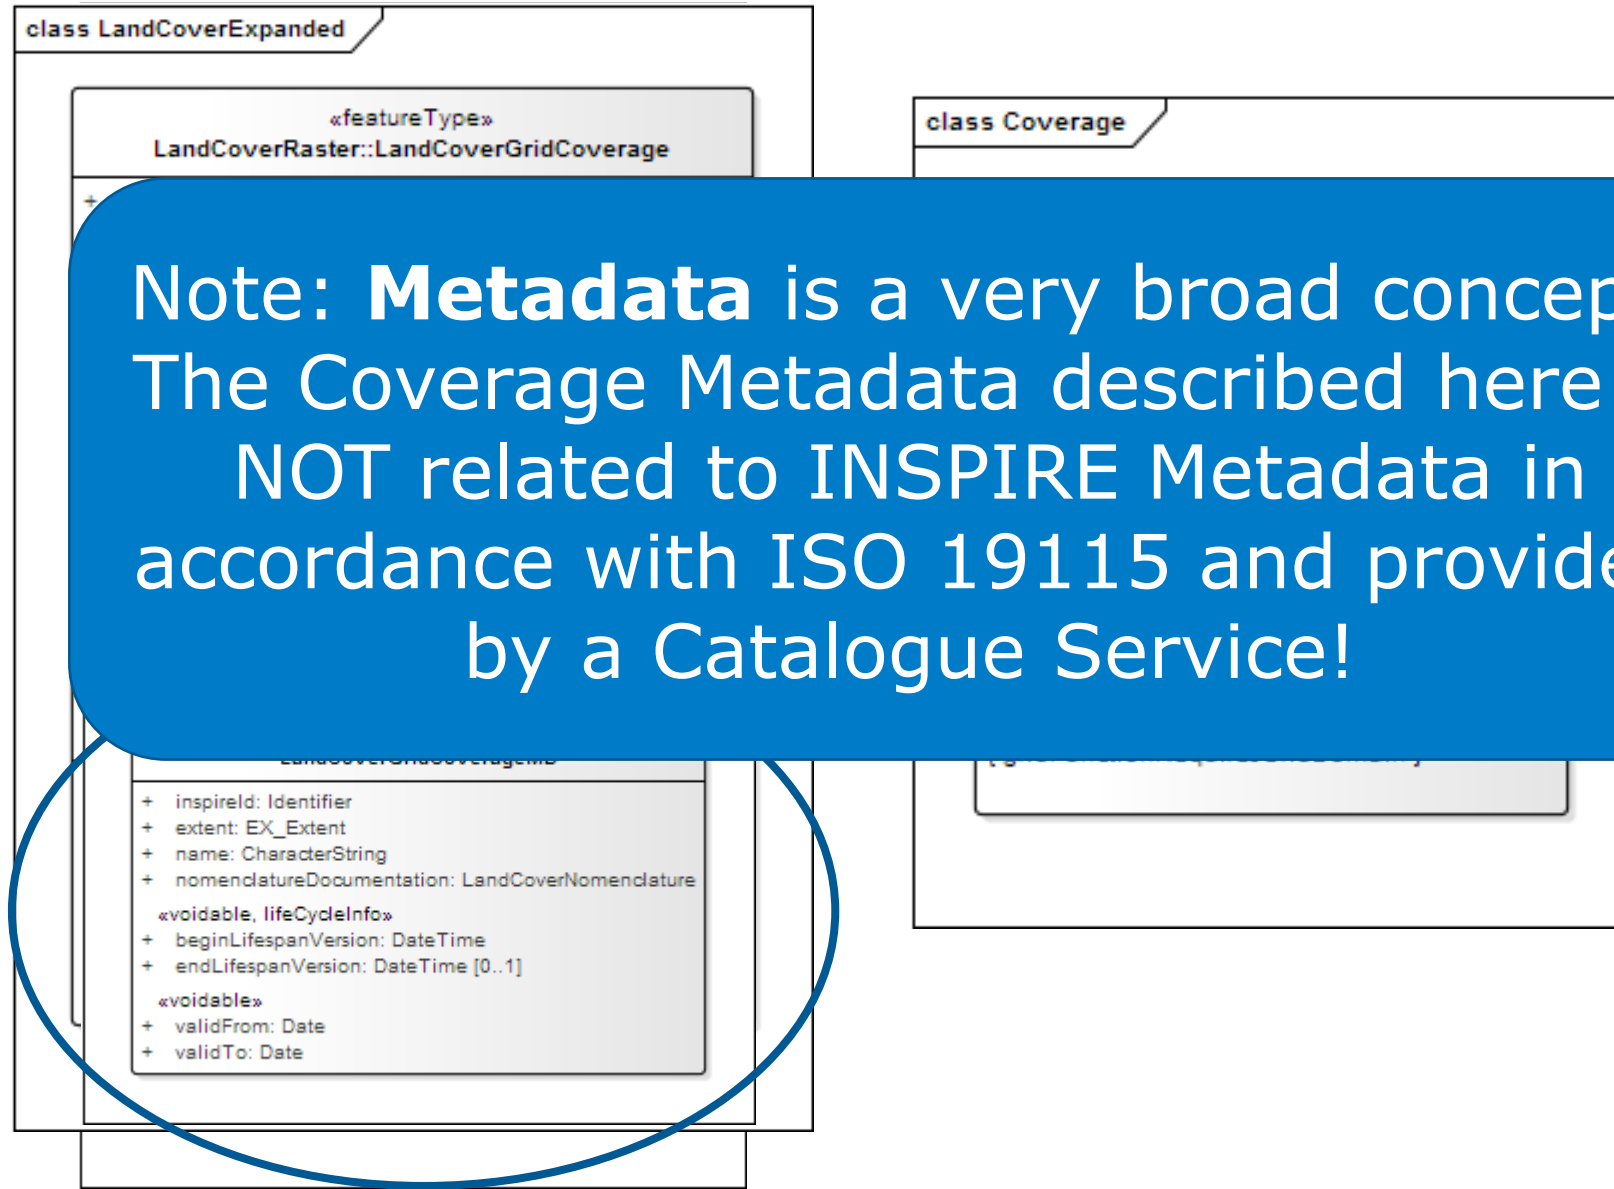 class LandCoverExpanded
«featureType»
LandCoverRaster::LandCoverGridCoverage
+
class Coverage
Note: Metadata is a very broad concep
The Coverage Metadata described here
NOT related to INSPIRE Metadata in
accordance with ISO 19115 and provide
by a Catalogue Service!
+ inspireId: Identifier
+ extent: EX_Extent
+ name: CharacterString
+ nomenclatureDocumentation: LandCoverNomenclature
«voidable, lifeCycleInfo»
+ beginLifespanVersion: DateTime
+ endLifespanVersion: DateTime [0..1]
«voidable»
+ validFrom: Date
+ validTo: Date